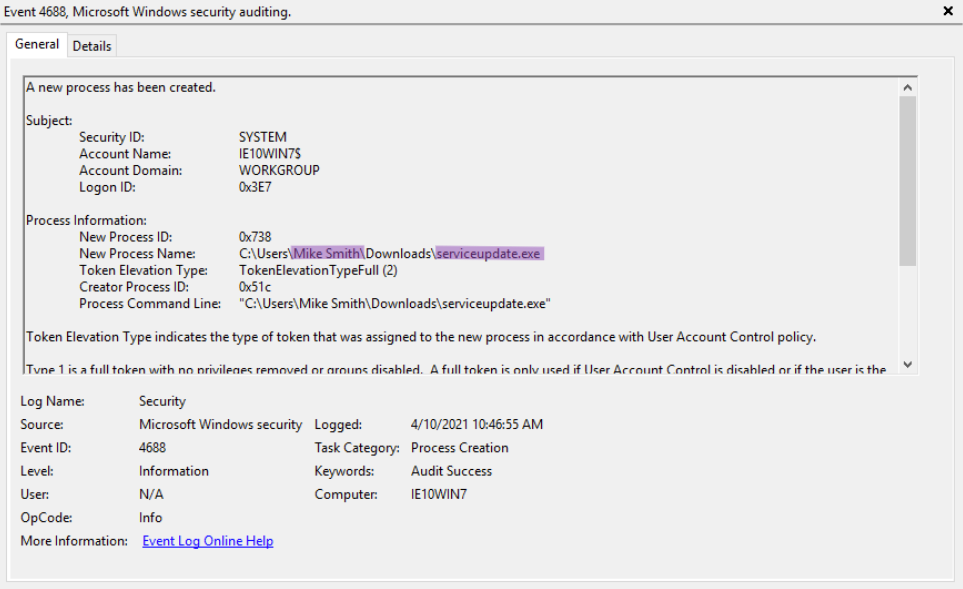 Event 4688, Microsoft Windows security auditing.
General Details
A new process has been created.
Subject:
Security ID: SYSTEM
Account Name: IE10WIN7$
Account Domain: WORKGROUP
Logon ID: 0x3E7
Process Information:
New Process ID: 0x738
New Process Name: C:\Users\Mike Smith\Downloads\serviceupdate.exe
Token Elevation Type: TokenElevationTypeFull (2)
Creator Process ID: 0x51c
Process Command Line: "C:\Users\Mike Smith\Downloads\serviceupdate.exe"
Token Elevation Type indicates the type of token that was assigned to the new process in accordance with User Account Control policy.
Type 1 is a full token with no privileges removed or groups disabled. A full token is only used if User Account Control is disabled or if the user is the
Log Name: Security
Source: Microsoft Windows security Logged: 4/10/2021 10:46:55 AM
Event ID: 4688 Task Category: Process Creation
Level: Information Keywords: Audit Success
User: N/A Computer: IE10WIN7
OpCode: Info
More Information: Event Log Online Help